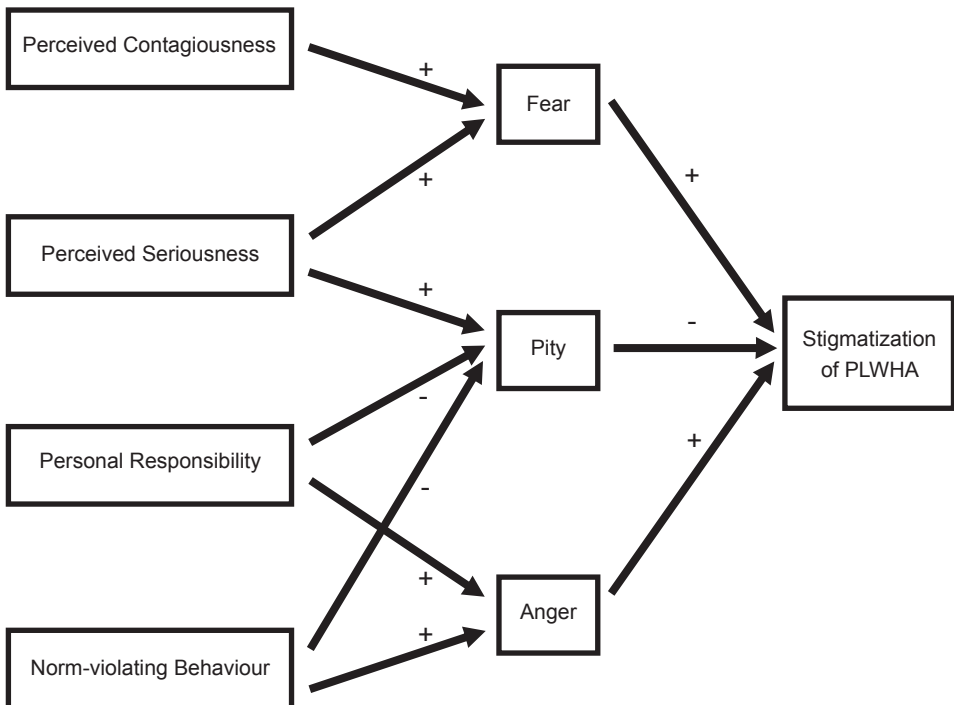 Perceived Contagiousness
+
Fear
+
+
Perceived Seriousness
+
-
Pity
Stigmatization
of PLWHA
-
+
Personal Responsibility
-
+
Anger
+
Norm-violating Behaviour